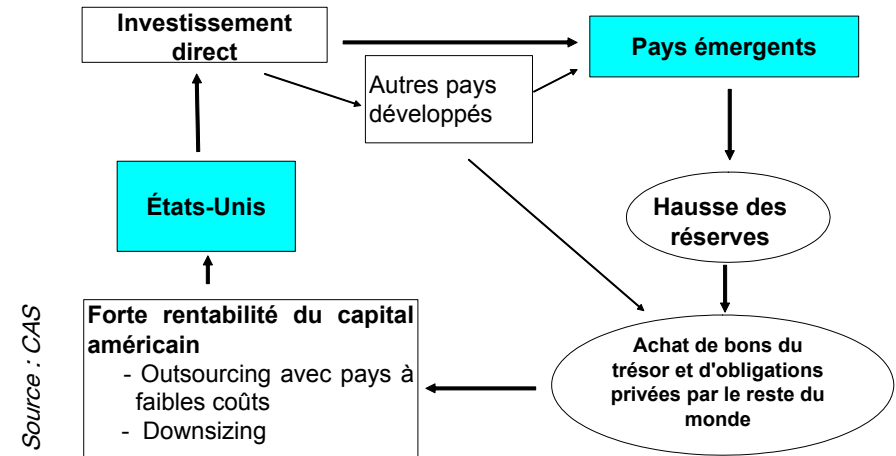 Investissement
direct
Pays émergents
Autres pays
développés
États-Unis
Hausse des
réserves
Forte rentabilité du capital
américain
- Outsourcing avec pays à
faibles coûts
- Downsizing
Achat de bons du
trésor et d'obligations
privées par le reste du
monde
Source : CAS